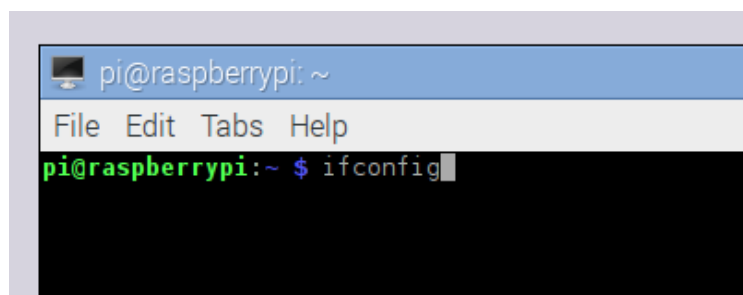 pi@raspberrypi: ~
File Edit Tabs Help
pi@raspberrypi:~ $ ifconfig